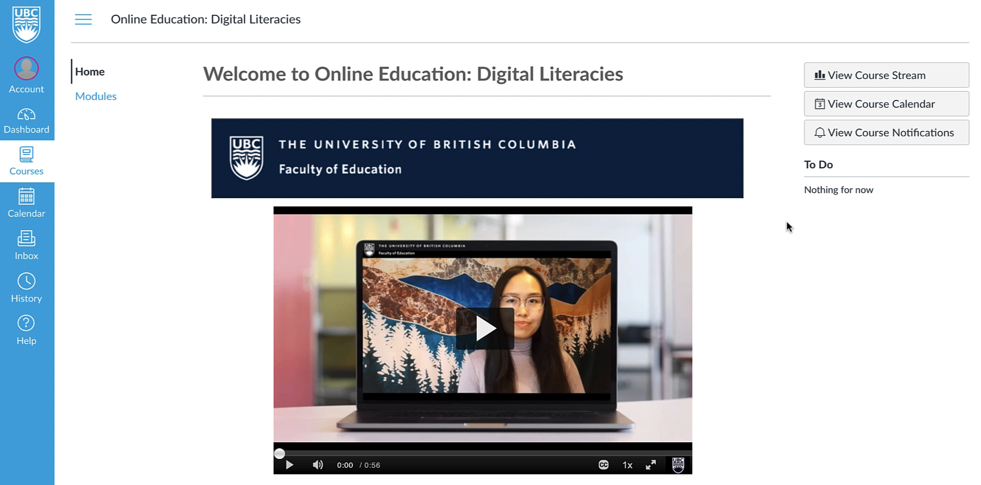 UBC
Account
Dashboard
Courses
Calendar
Inbox
History
Help
Online Education: Digital Literacies
Home
Modules
Welcome to Online Education: Digital Literacies
UBC
THE UNIVERSITY OF BRITISH COLUMBIA
Faculty of Education
THE UNIVERSITY OF BRITISH COLUMBIA
Faculty of Education
0:00 / 0:56
CC
1x
View Course Stream
View Course Calendar
View Course Notifications
To Do
Nothing for now